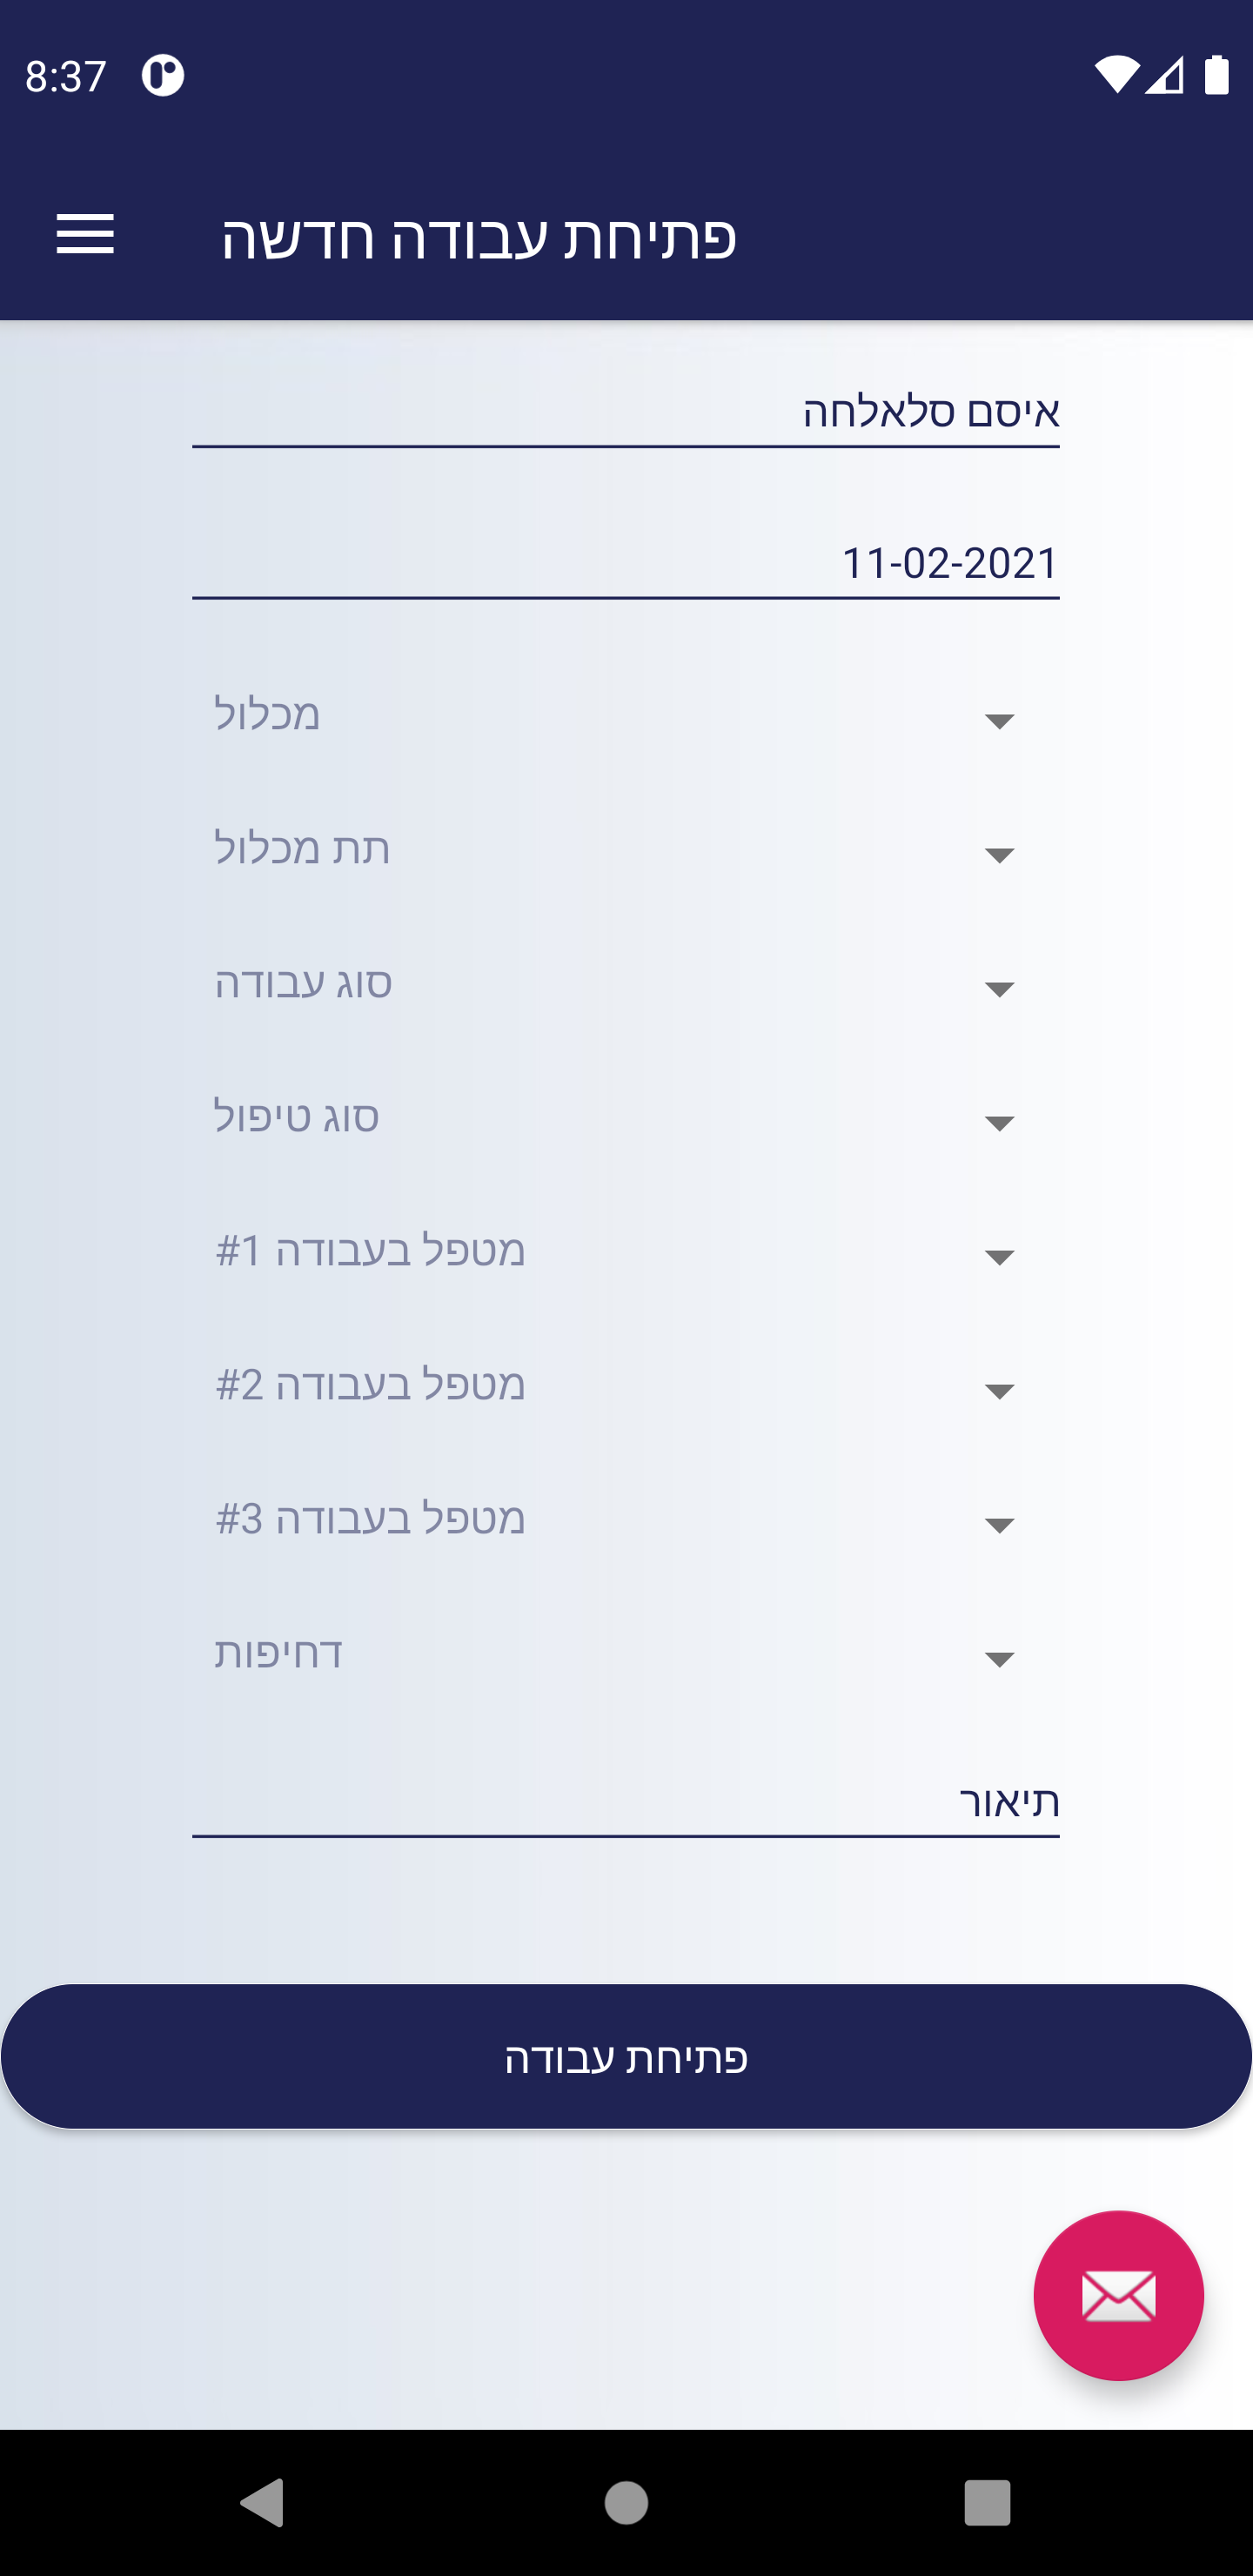 8:37
פתיחת עבודה חדשה
איסם סלאלחה
11-02-2021
מכלול
תת מכלול
סוג עבודה
סוג טיפול
מטפל בעבודה 1#
מטפל בעבודה 2#
מטפל בעבודה 3#
דחיפות
תיאור
פתיחת עבודה